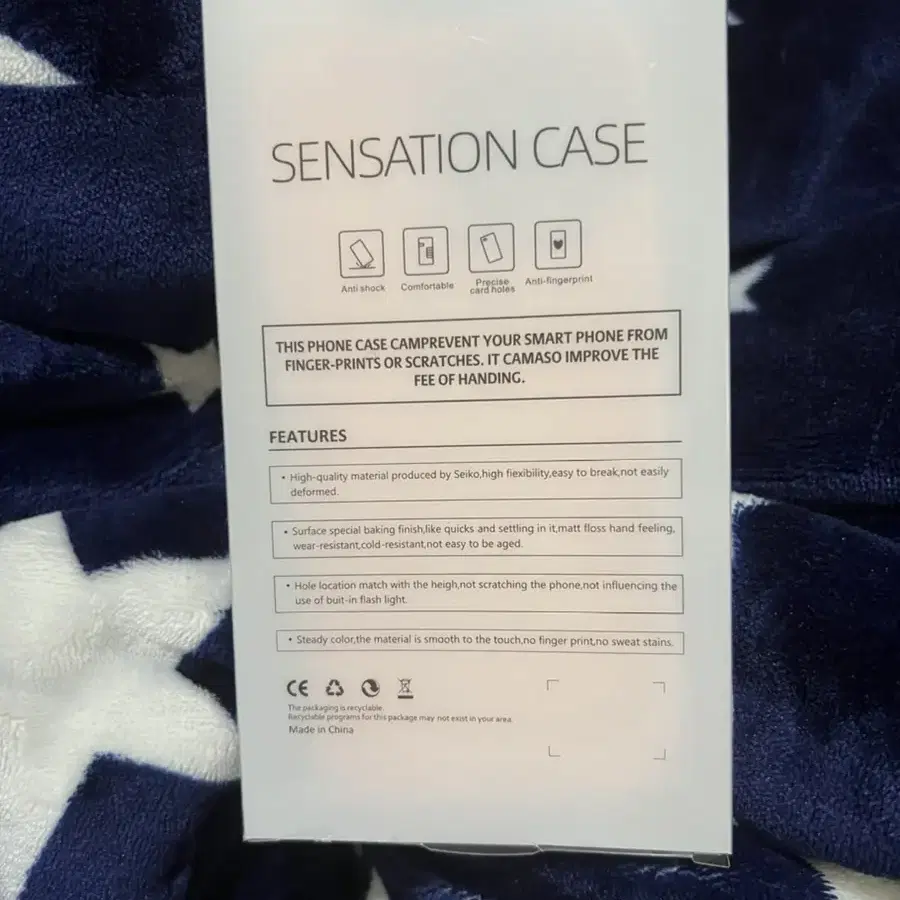 SENSATION CASE
Anti shock
Comfortable
Precise
card holes
Anti-fingerprint
THIS PHONE CASE CAMPREVENT YOUR SMART PHONE FROM
FINGER-PRINTS OR SCRATCHES. IT CAMASO IMPROVE THE
FEE OF HANDING.
FEATURES
• High-quality material produced by Seiko,high fiexibility,easy to break,not easily
deformed.
• Surface special baking finish,like quicks and settling in it,matt floss hand feeling,
wear-resistant,cold-resistant,not easy to be aged.
• Hole location match with the heigh,not scratching the phone,not influencing the
use of buit-in flash light.
• Steady color,the material is smooth to the touch,no finger print,no sweat stains.
CE
The packaging is recyclable.
Recyclable programs for this package may not exist in your area.
Made in China